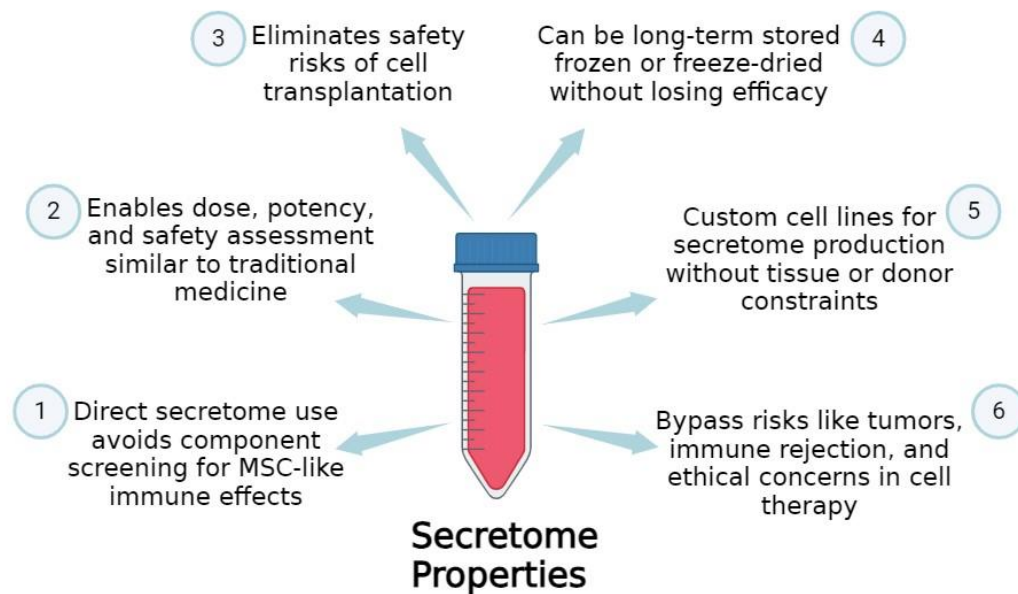 3
Eliminates safety
risks of cell
transplantation
Can be long-term stored
frozen or freeze-dried
without losing efficacy
4
2
Enables dose, potency,
and safety assessment
similar to traditional
medicine
Custom cell lines for
secretome production
without tissue or donor
constraints
5
1
Direct secretome use
avoids component
screening for MSC-like
immune effects
Bypass risks like tumors,
immune rejection, and
ethical concerns in cell
therapy
6
Secretome
Properties